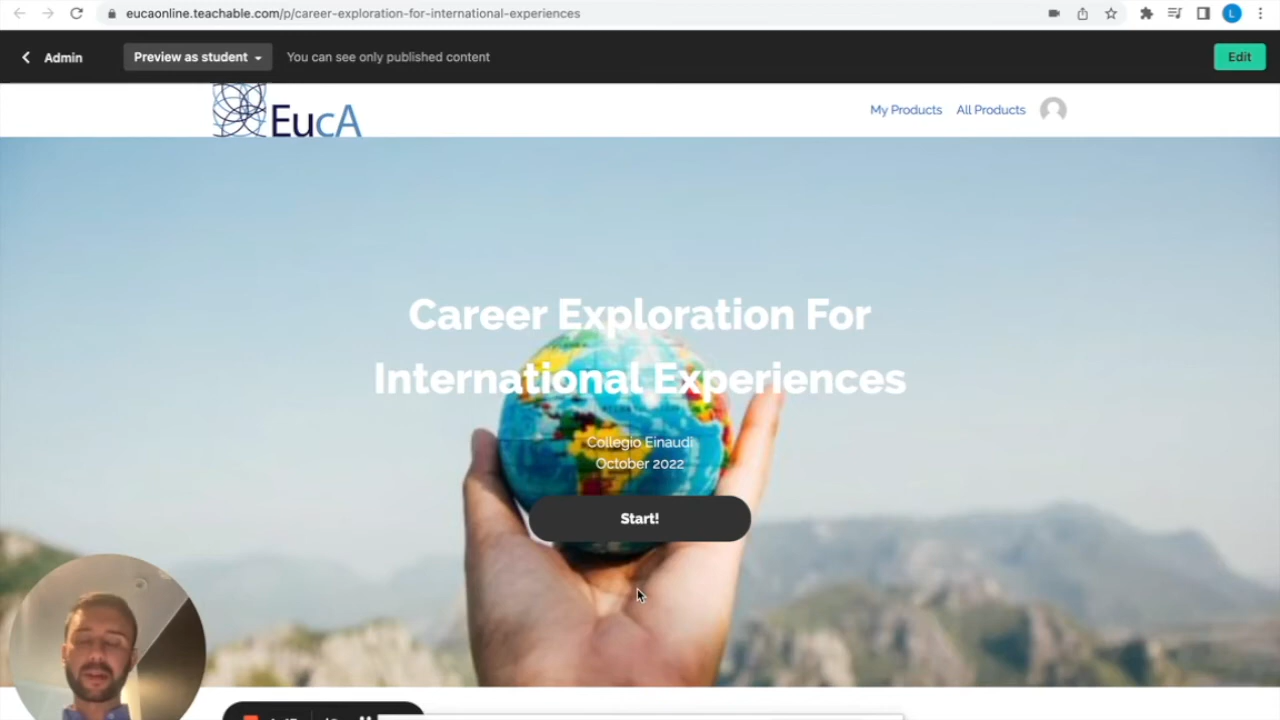 eucaonline.teachable.com/p/career-exploration-for-international-experiences
L
Admin
Preview as student
You can see only published content
Edit
EucA
My Products
All Products
Career Exploration For
International Experiences
Collegio Einaudi
October 2022
Start!